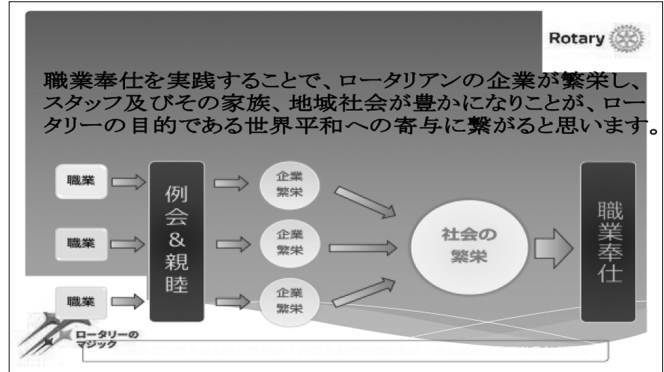 Rotary
職業奉仕を実践することで、ロータリアンの企業が繁栄し、
スタッフ及びその家族、地域社会が豊かになりことが、ロー
タリーの目的である世界平和への寄与に繋がると思います。
職業
職業
職業
例会&親睦
企業
繁栄
企業
繁栄
企業
繁栄
社会の
繁栄
職業奉仕
ロータリーの
マジック